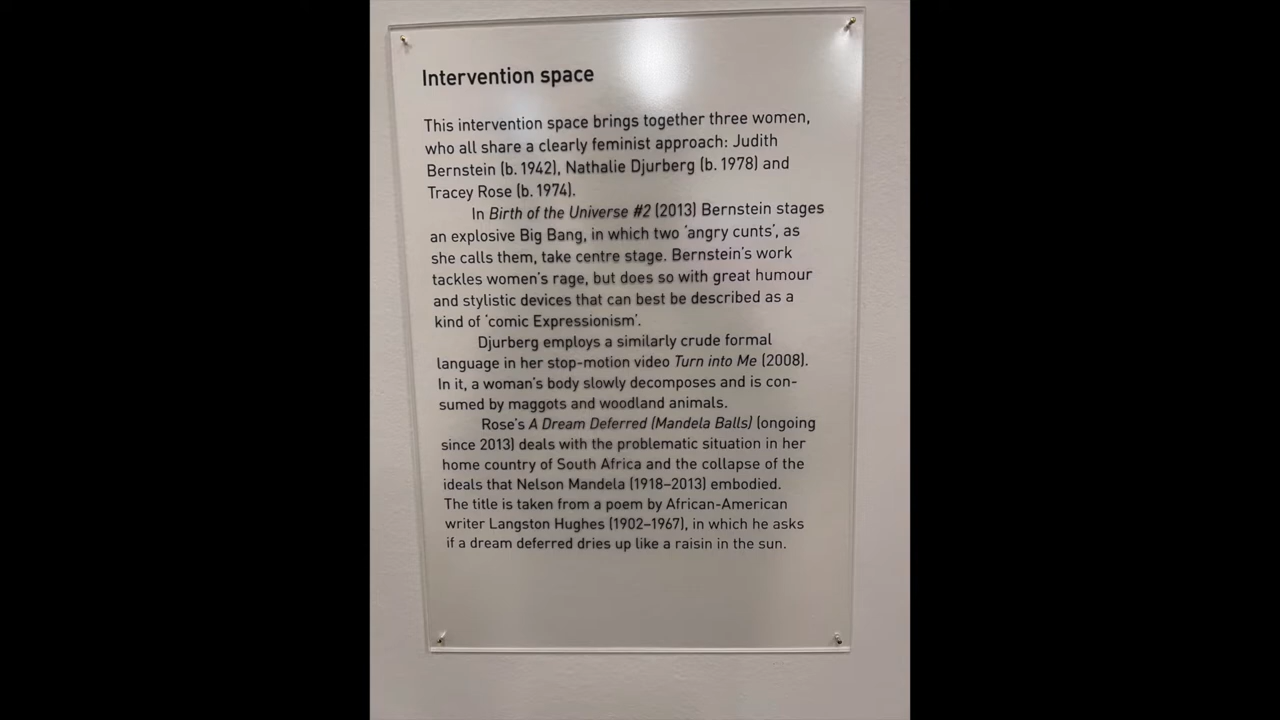 Intervention space
This intervention space brings together three women,
who all share a clearly feminist approach: Judith
Bernstein (b. 1942), Nathalie Djurberg (b. 1978) and
Tracey Rose (b. 1974).
In Birth of the Universe #2 (2013) Bernstein stages
an explosive Big Bang, in which two ‘angry cunts’, as
she calls them, take centre stage. Bernstein’s work
tackles women’s rage, but does so with great humour
and stylistic devices that can best be described as a
kind of ‘comic Expressionism’.
Djurberg employs a similarly crude formal
language in her stop-motion video Turn into Me (2008).
In it, a woman’s body slowly decomposes and is con-
sumed by maggots and woodland animals.
Rose’s A Dream Deferred (Mandela Balls) (ongoing
since 2013) deals with the problematic situation in her
home country of South Africa and the collapse of the
ideals that Nelson Mandela (1918–2013) embodied.
The title is taken from a poem by African-American
writer Langston Hughes (1902–1967), in which he asks
if a dream deferred dries up like a raisin in the sun.